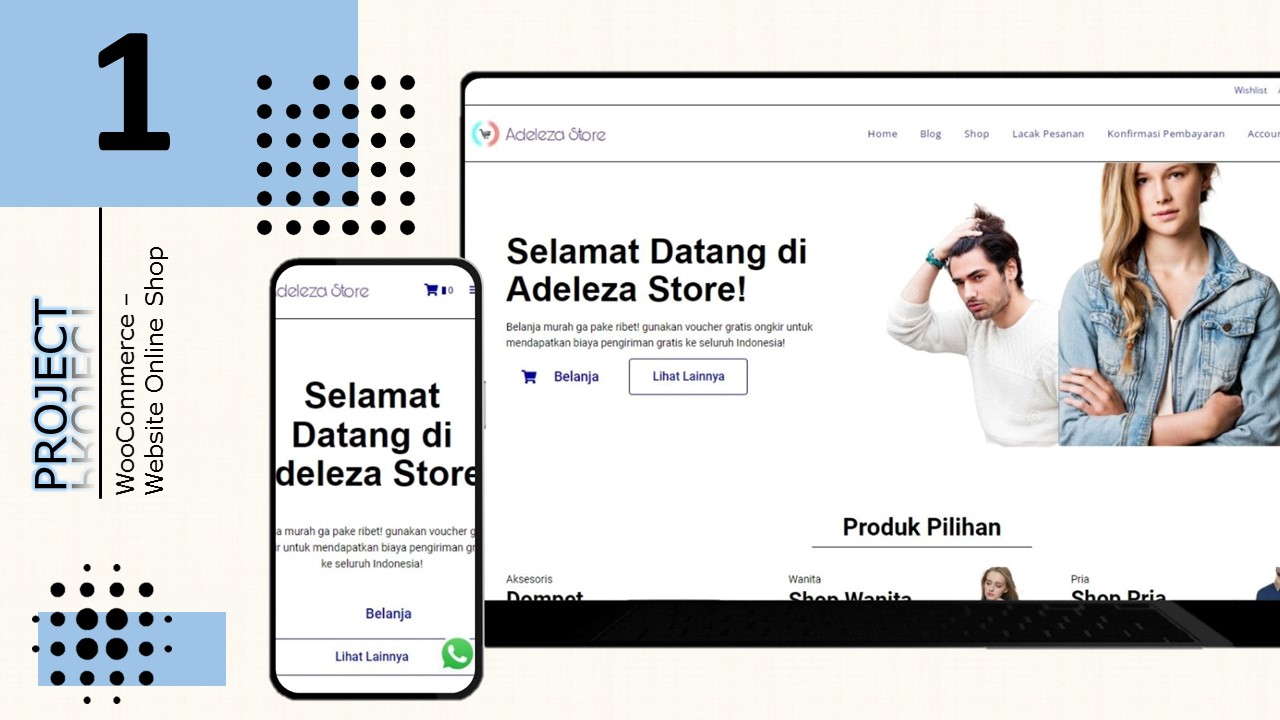 1
PROJECT
WooCommerce –
Website Online Shop
Wishlist
Adeleza Store
Home Blog Shop Lacak Pesanan Konfirmasi Pembayaran
Selamat Datang di
Adeleza Store!
Belanja murah ga pake ribet! gunakan voucher gratis ongkir untuk
mendapatkan biaya pengiriman gratis ke seluruh Indonesia!
Belanja Lihat Lainnya
Produk Pilihan
Aksesoris Wanita Pria
Dompet Shop Wanita Shop Pria
deleza Store 0
Selamat
Datang di
deleza Store
a murah ga pake ribet! gunakan voucher g
r untuk mendapatkan biaya pengiriman gr
ke seluruh Indonesia!
Belanja
Lihat Lainnya